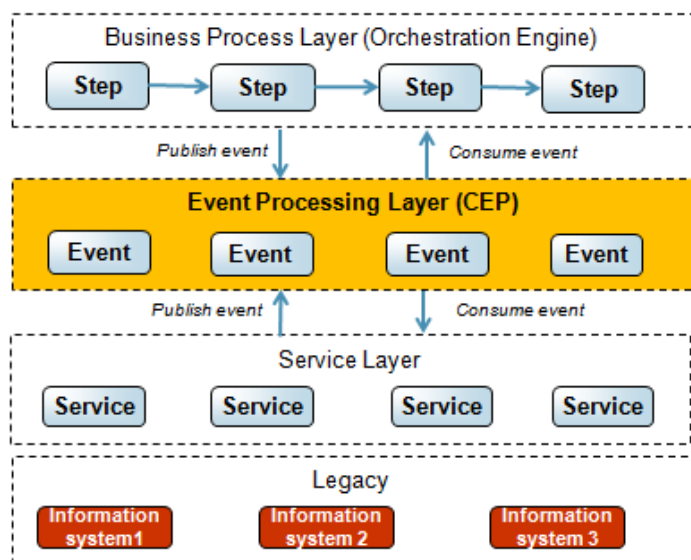 Business Process Layer (Orchestration Engine)
Step Step Step Step
Publish event Consume event
Event Processing Layer (CEP)
Event Event Event Event
Publish event Consume event
Service Layer
Service Service Service Service
Legacy
Information Information Information
system1 system 2 system 3